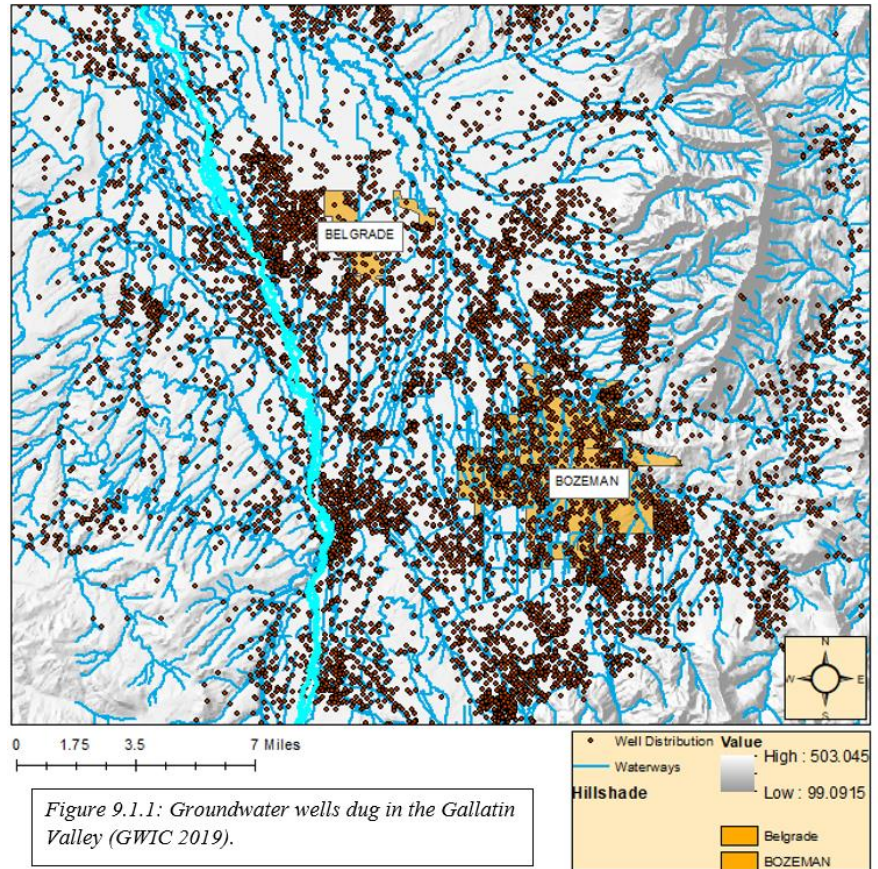 BELGRADE
BOZEMAN
N
W E
S
0 1.75 3.5 7 Miles
Well Distribution
Waterways
Hillshade
Value
High : 503.045
Low : 99.0915
Belgrade
BOZEMAN
Figure 9.1.1: Groundwater wells dug in the Gallatin
Valley (GWIC 2019).